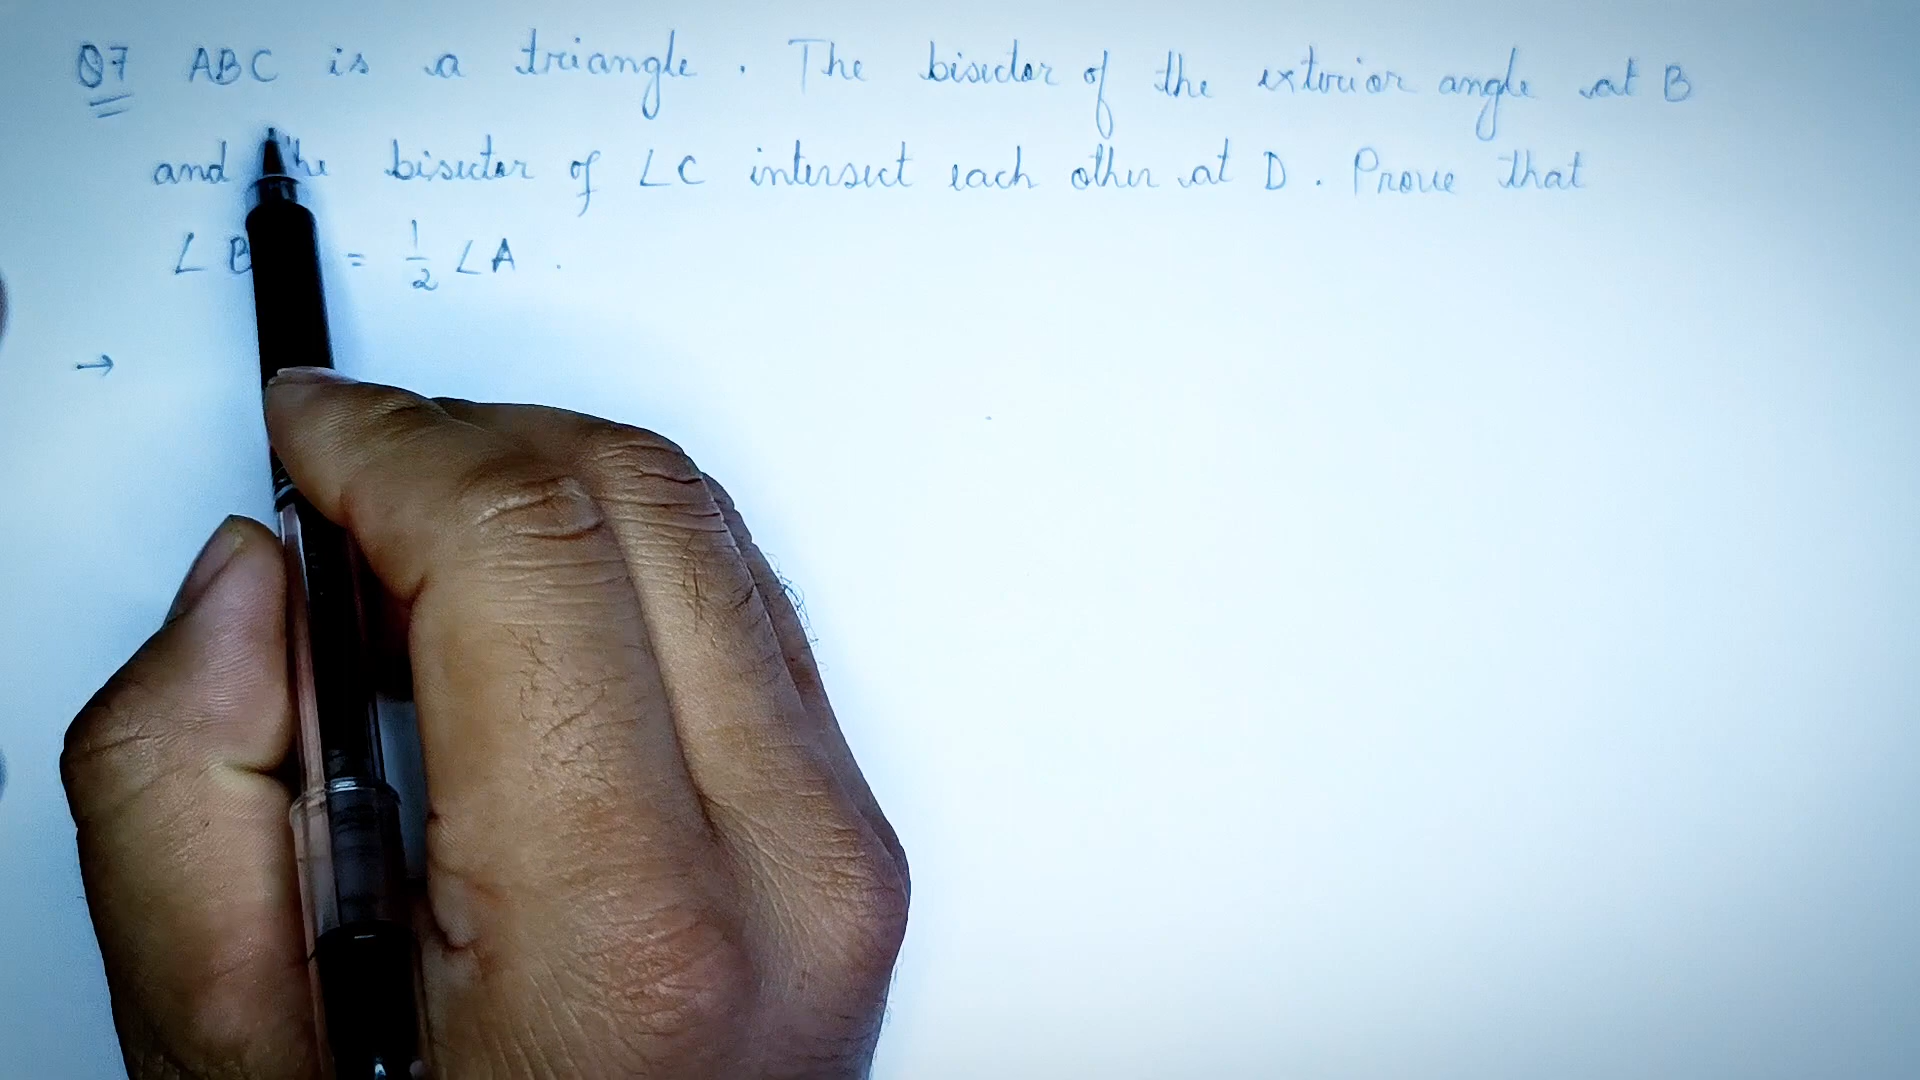 Q7 ABC is a triangle. The bisector of the exterior angle at B
and the bisector of ∠C intersect each other at D. Prove that
∠B = 1/2 ∠A.
→